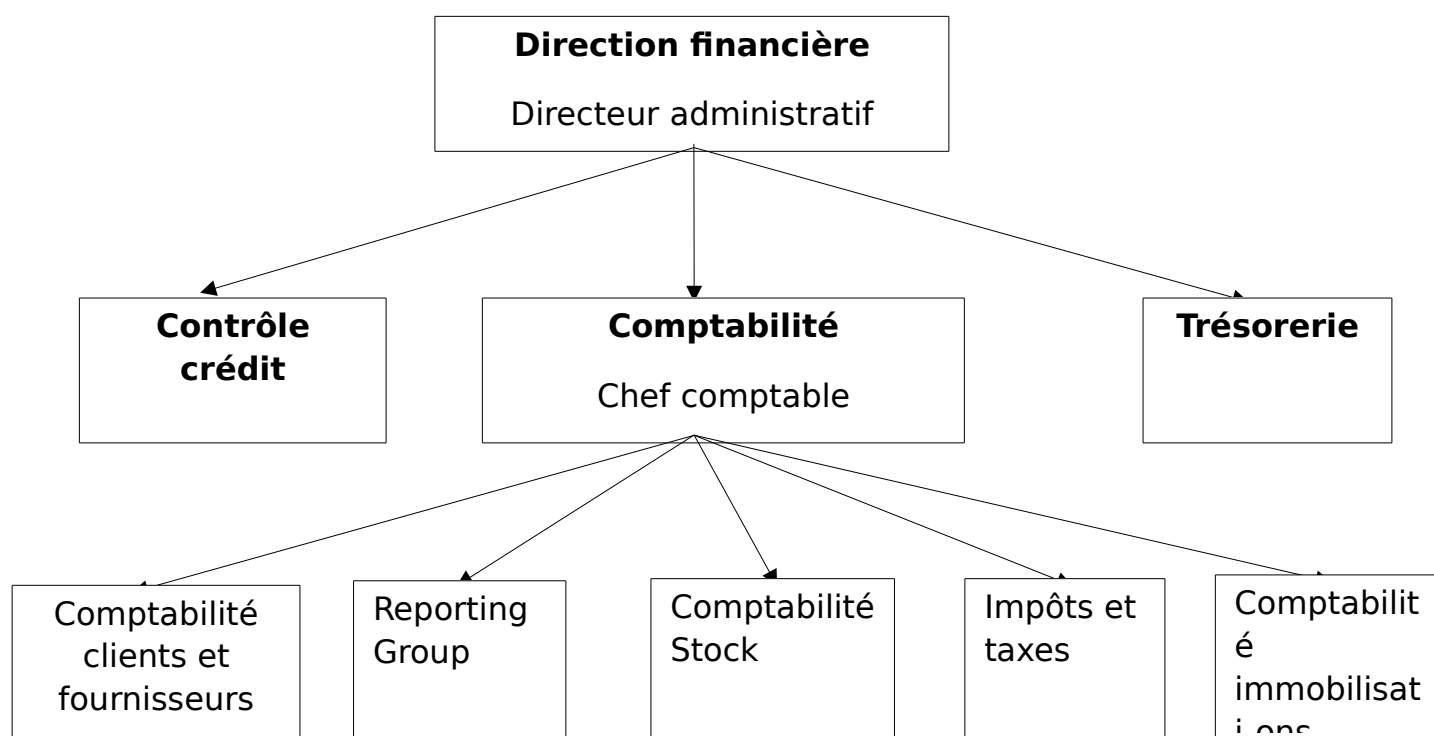 Direction financière
Directeur administratif
Contrôle
crédit
Comptabilité
Chef comptable
Trésorerie
Comptabilité
clients et
fournisseurs
Reporting
Group
Comptabilité
Stock
Impôts et
taxes
Comptabilit
é
immobilisat
i ons